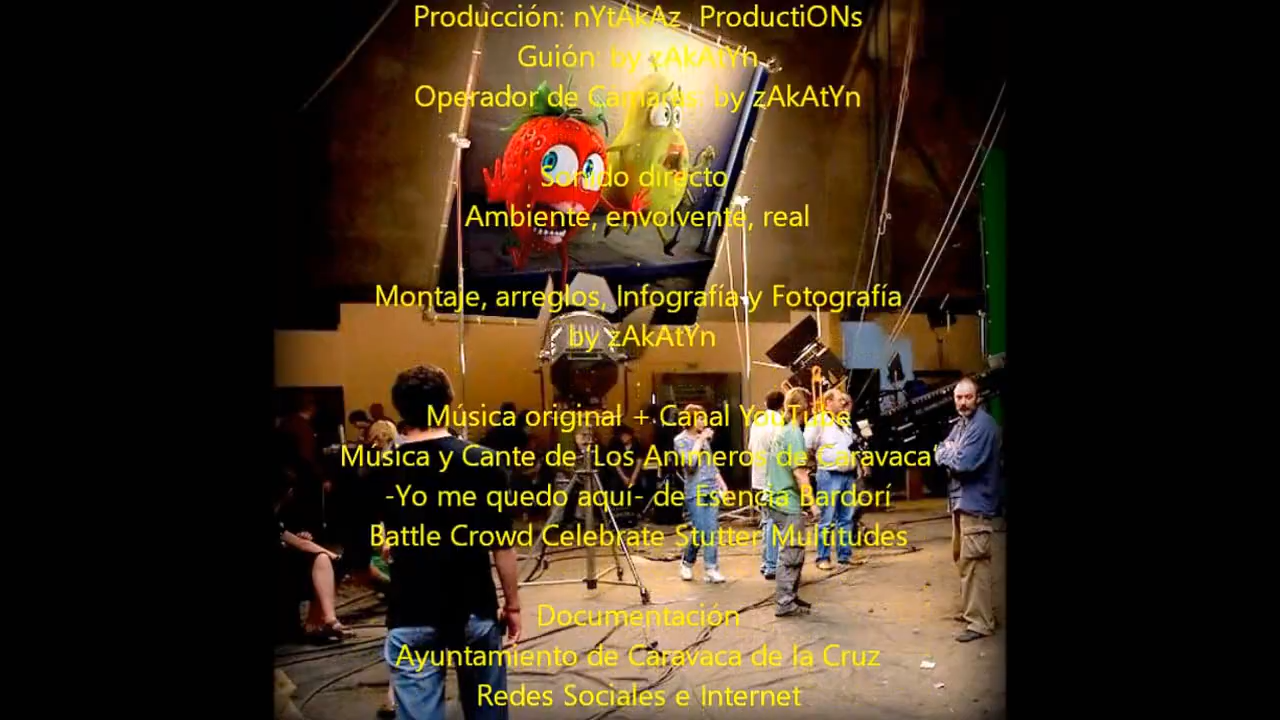 Producción: nYtAkAz ProductiONs
Guión: by zAkAtYn
Operador de Cámaras: by zAkAtYn
Sonido directo
Ambiente, envolvente, real
Montaje, arreglos, Infografía y Fotografía
by zAkAtYn
Música original + Canal YouTube
Música y Cante de 'Los Animeros de Caravaca'
-Yo me quedo aquí- de Esencia Bardorí
Battle Crowd Celebrate Stutter Multitudes
Documentación
Ayuntamiento de Caravaca de la Cruz
Redes Sociales e Internet